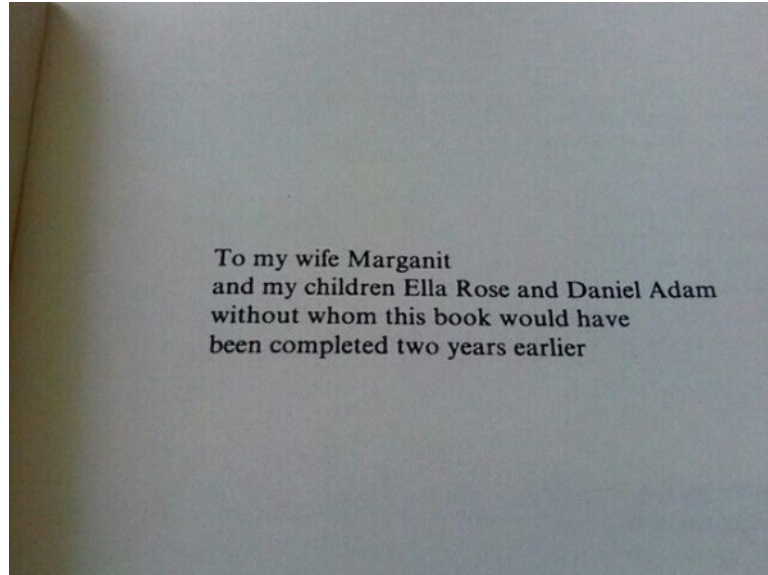 To my wife Marganit
and my children Ella Rose and Daniel Adam
without whom this book would have
been completed two years earlier